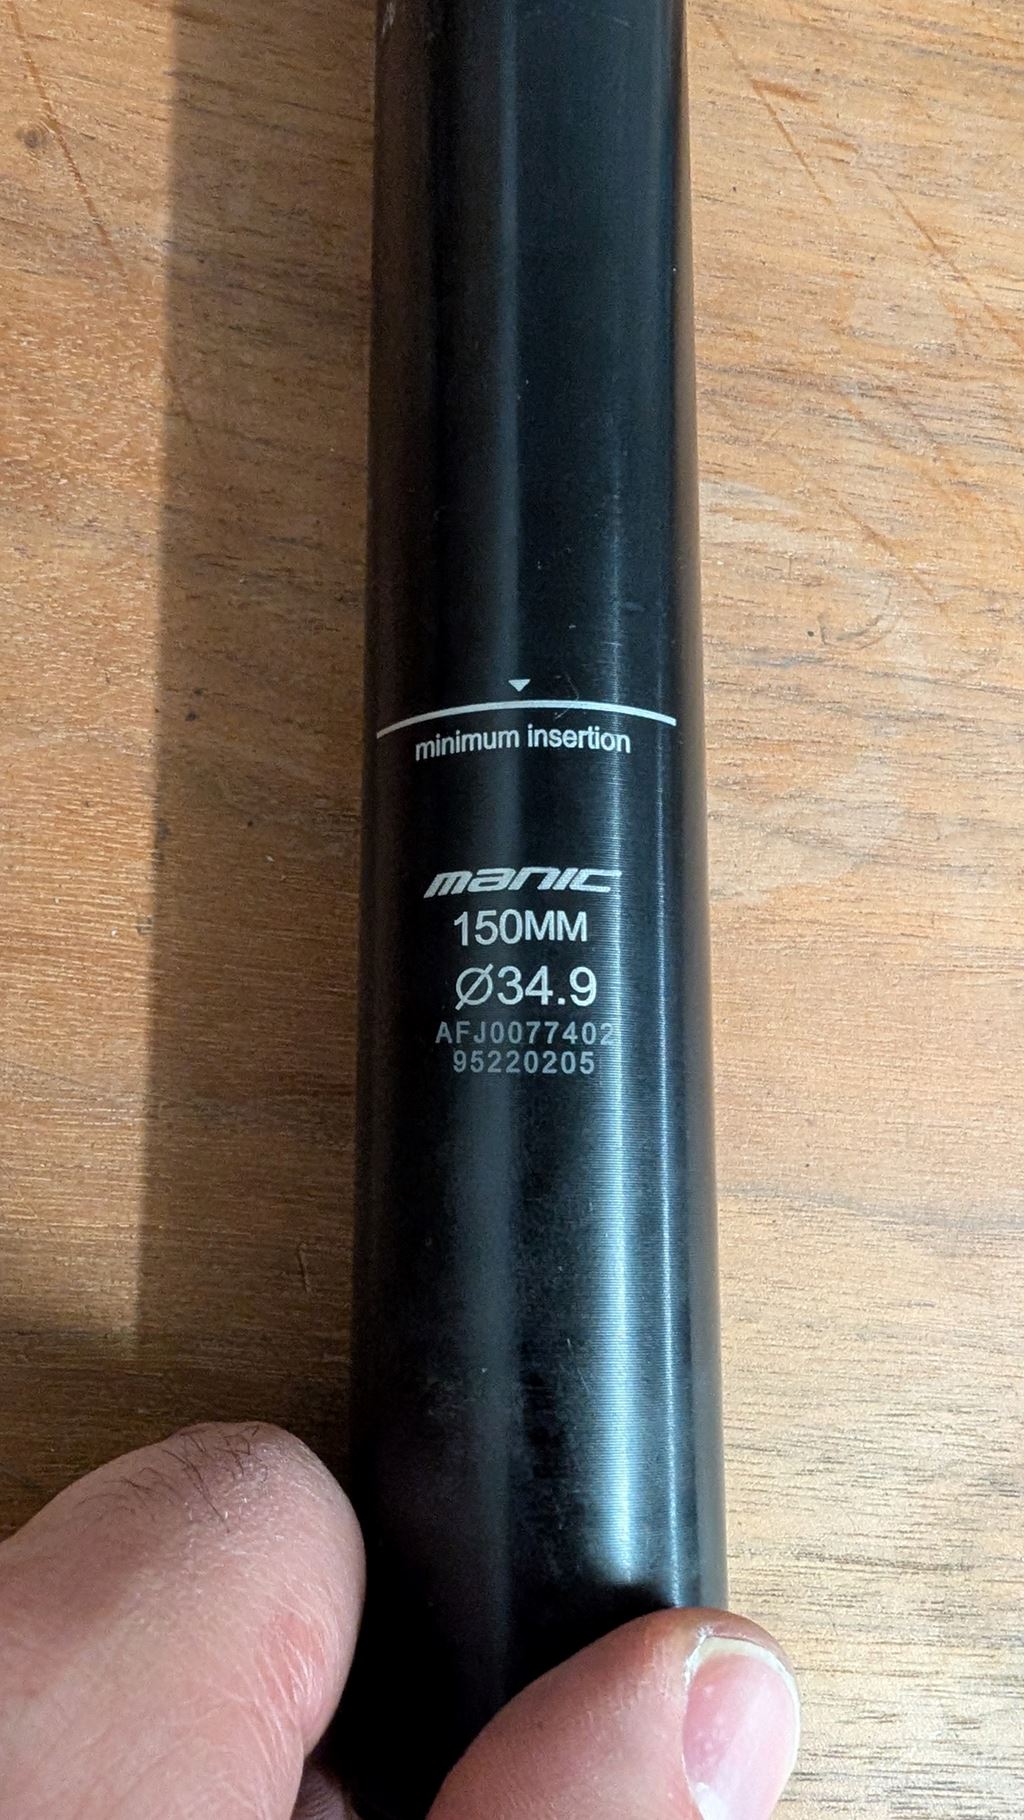 minimum insertion
manic
150MM
Ø34.9
AFJ0077402
95220205